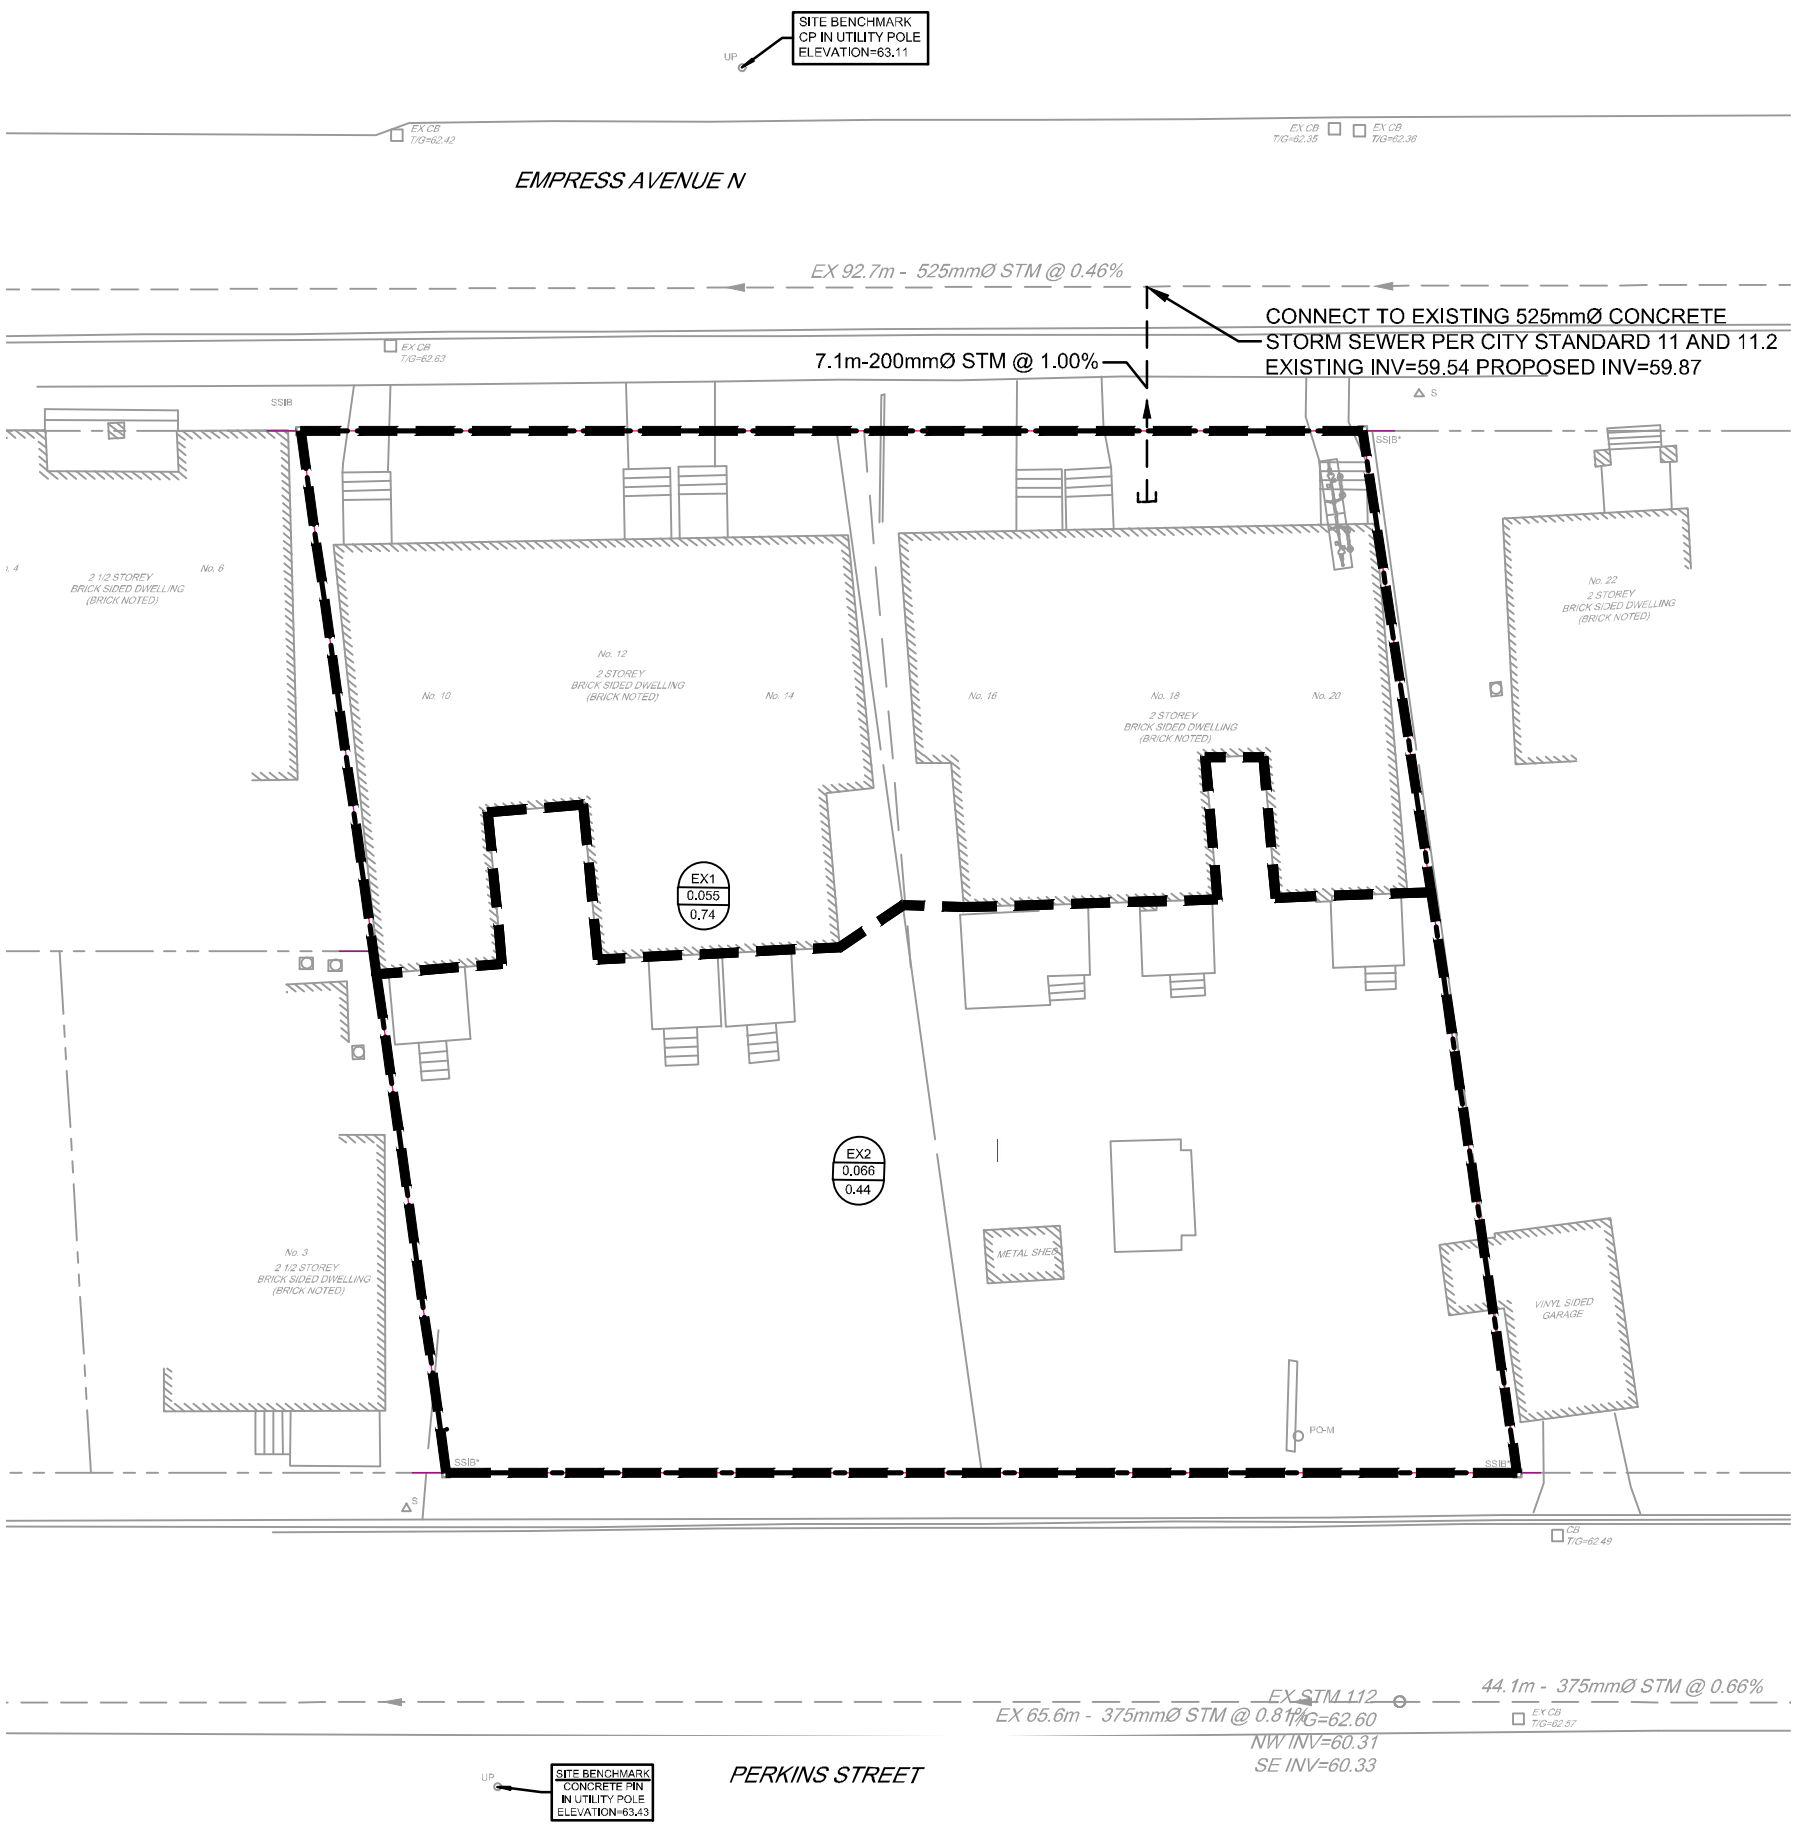 SITE BENCHMARK
CP IN UTILITY POLE
ELEVATION=63.11
UP
EX CB
T/G=62.42
EX CB
T/G=62.35
EX CB
T/G=62.36
EMPRESS AVENUE N
EX 92.7m - 525mmØ STM @ 0.46%
CONNECT TO EXISTING 525mmØ CONCRETE
STORM SEWER PER CITY STANDARD 11 AND 11.2
EXISTING INV=59.54 PROPOSED INV=59.87
EX CB
T/G=62.63
7.1m-200mmØ STM @ 1.00%
SSIB
S
SSIB*
No. 6
2 1/2 STOREY
BRICK SIDED DWELLING
(BRICK NOTED)
No. 22
2 STOREY
BRICK SIDED DWELLING
(BRICK NOTED)
No. 12
2 STOREY
BRICK SIDED DWELLING
(BRICK NOTED)
No. 10
No. 14
No. 16
No. 18
No. 20
2 STOREY
BRICK SIDED DWELLING
(BRICK NOTED)
EX1
0.055
0.74
EX2
0.066
0.44
METAL SHED
No. 3
2 1/2 STOREY
BRICK SIDED DWELLING
(BRICK NOTED)
VINYL SIDED
GARAGE
PO-M
SSIB*
SSIB*
S
CB
T/G=62.49
44.1m - 375mmØ STM @ 0.66%
EX STM 112
EX 65.6m - 375mmØ STM @ 0.81%
T/G=62.60
NW INV=60.31
SE INV=60.33
EX CB
T/G=62.57
UP
SITE BENCHMARK
CONCRETE PIN
IN UTILITY POLE
ELEVATION=63.43
PERKINS STREET